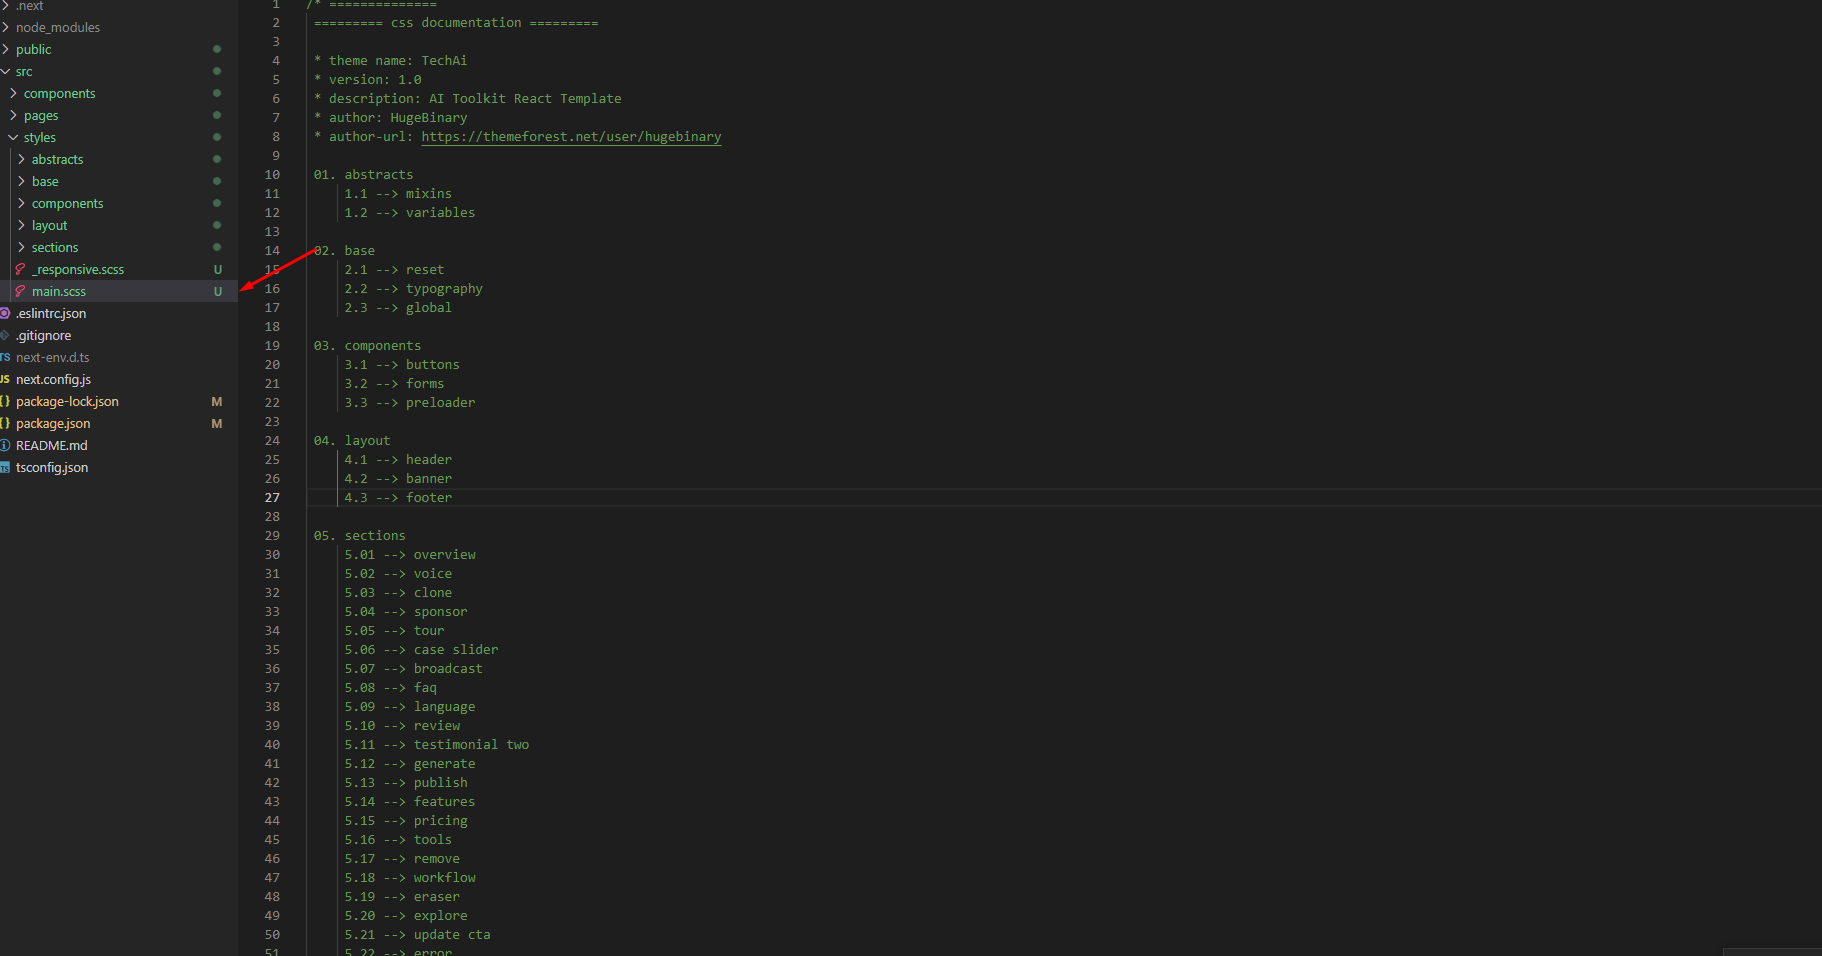 .next
node_modules
public
src
components
pages
styles
abstracts
base
components
layout
sections
_responsive.scss U
main.scss U
.eslintrc.json
.gitignore
TS next-env.d.ts
JS next.config.js
{} package-lock.json M
{} package.json M
README.md
TS tsconfig.json
1 /* ==============
2 ========= css documentation =========
3
4 * theme name: TechAi
5 * version: 1.0
6 * description: AI Toolkit React Template
7 * author: HugeBinary
8 * author-url: https://themeforest.net/user/hugebinary
9
10 01. abstracts
11 1.1 --> mixins
12 1.2 --> variables
13
14 02. base
15 2.1 --> reset
16 2.2 --> typography
17 2.3 --> global
18
19 03. components
20 3.1 --> buttons
21 3.2 --> forms
22 3.3 --> preloader
23
24 04. layout
25 4.1 --> header
26 4.2 --> banner
27 4.3 --> footer
28
29 05. sections
30 5.01 --> overview
31 5.02 --> voice
32 5.03 --> clone
33 5.04 --> sponsor
34 5.05 --> tour
35 5.06 --> case slider
36 5.07 --> broadcast
37 5.08 --> faq
38 5.09 --> language
39 5.10 --> review
40 5.11 --> testimonial two
41 5.12 --> generate
42 5.13 --> publish
43 5.14 --> features
44 5.15 --> pricing
45 5.16 --> tools
46 5.17 --> remove
47 5.18 --> workflow
48 5.19 --> eraser
49 5.20 --> explore
50 5.21 --> update cta
51 5.22 --> error